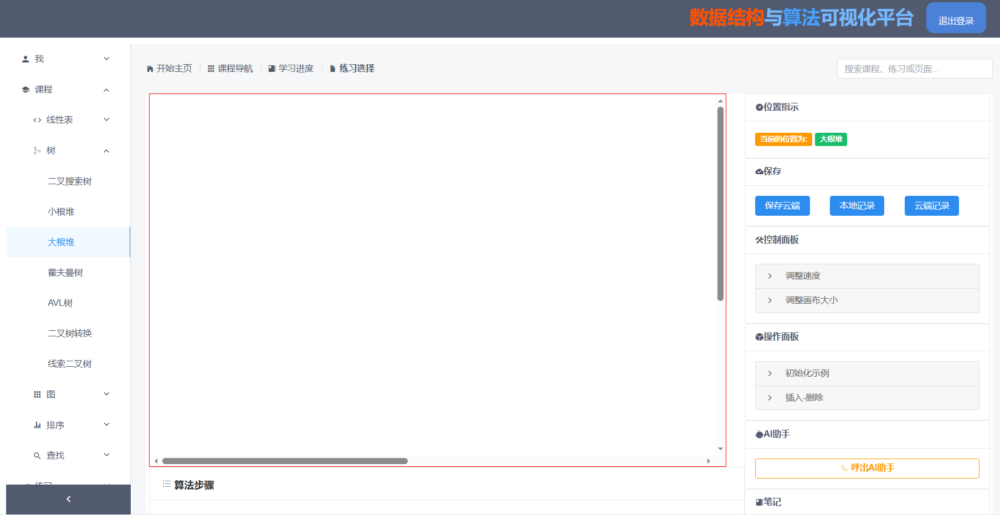 数据结构与算法可视化平台
退出登录
我
课程
线性表
树
二叉搜索树
小根堆
大根堆
霍夫曼树
AVL树
二叉树转换
线索二叉树
图
排序
查找
练习
开始主页 / 课程导航 / 学习进度 / 练习选择
搜索课程、练习或页面...
算法步骤
位置指示
当前的位置为: 大根堆
保存
保存云端 本地记录 云端记录
控制面板
调整速度
调整画布大小
操作面板
初始化示例
插入-删除
AI助手
呼出AI助手
笔记